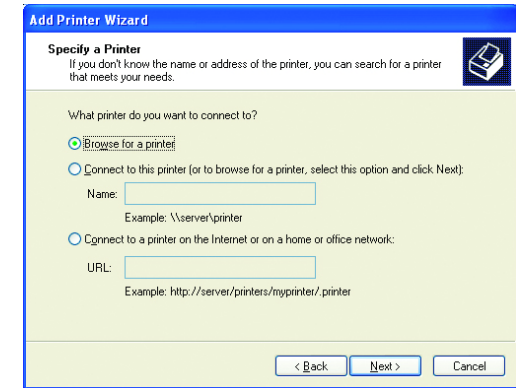 Add Printer Wizard
Specify a Printer
If you don't know the name or address of the printer, you can search for a printer
that meets your needs.
What printer do you want to connect to?
Browse for a printer
Connect to this printer (or to browse for a printer, select this option and click Next):
Name:
Example: \\server\printer
Connect to a printer on the Internet or on a home or office network:
URL:
Example: http://server/printers/myprinter/.printer
< Back
Next >
Cancel